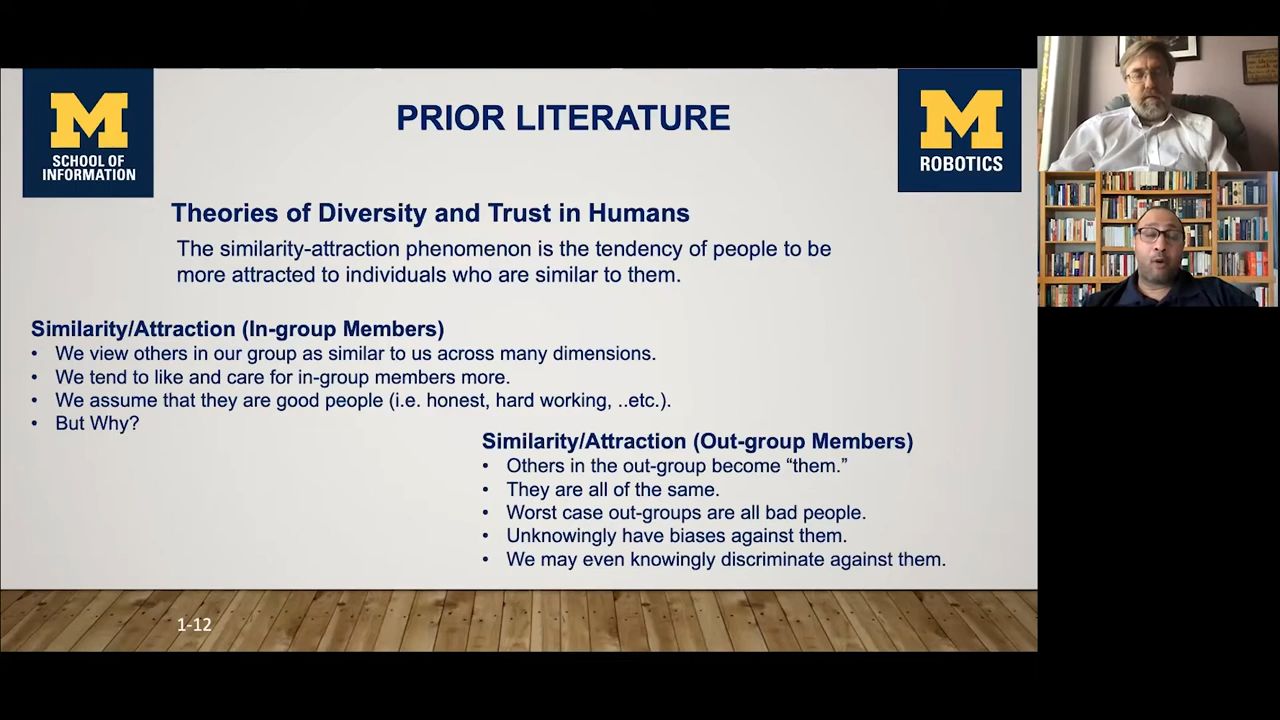 M
SCHOOL OF
INFORMATION
PRIOR LITERATURE
M
ROBOTICS
Theories of Diversity and Trust in Humans
The similarity-attraction phenomenon is the tendency of people to be
more attracted to individuals who are similar to them.
Similarity/Attraction (In-group Members)
• We view others in our group as similar to us across many dimensions.
• We tend to like and care for in-group members more.
• We assume that they are good people (i.e. honest, hard working, ..etc.).
• But Why?
Similarity/Attraction (Out-group Members)
• Others in the out-group become “them.”
• They are all of the same.
• Worst case out-groups are all bad people.
• Unknowingly have biases against them.
• We may even knowingly discriminate against them.
1-12